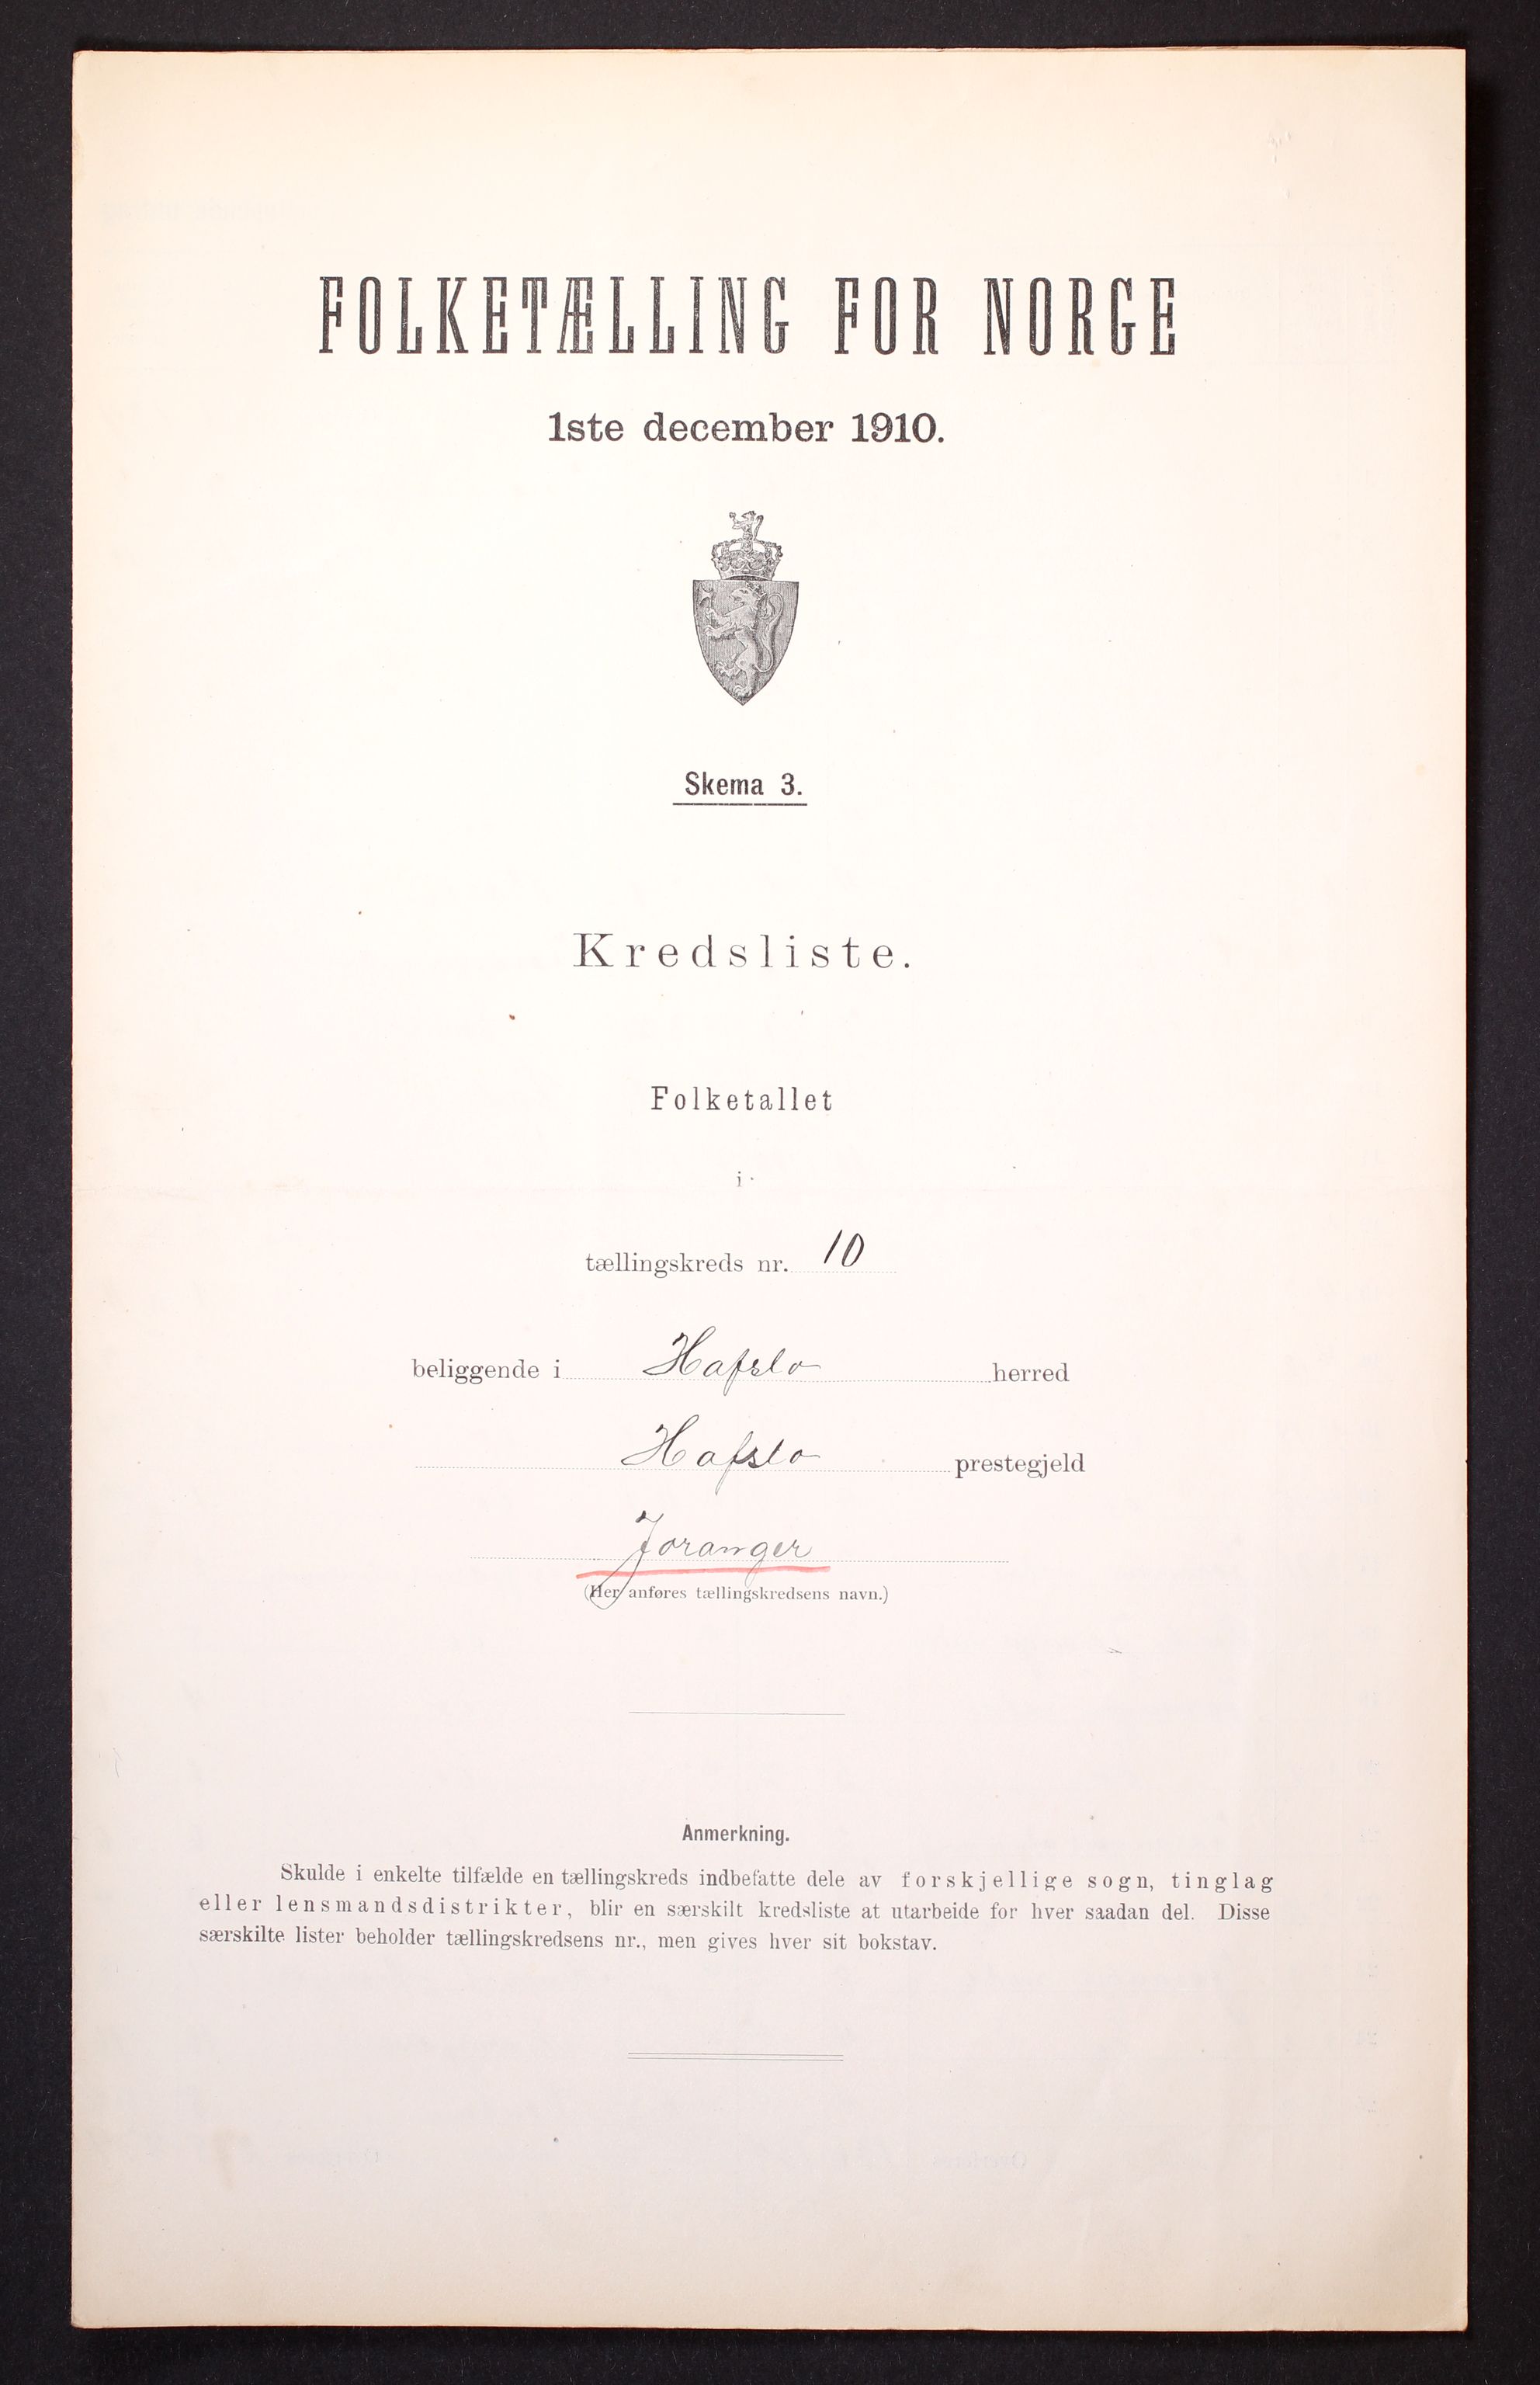 FOLKETÆLLING FOR NORGE
1ste december 1910.
Skema 3.
Kredsliste.
Folketallet
i
tællingskreds nr. 10
beliggende i Hafslo herred
Hafslo prestegjeld
Joranger
(Her anføres tællingskredsens navn.)
Anmerkning.
Skulde i enkelte tilfælde en tællingskreds indbefatte dele av forskjellige sogn, tinglag
eller lensmandsdistrikter, blir en særskilt kredsliste at utarbeide for hver saadan del. Disse
særskilte lister beholder tællingskredsens nr., men gives hver sit bokstav.